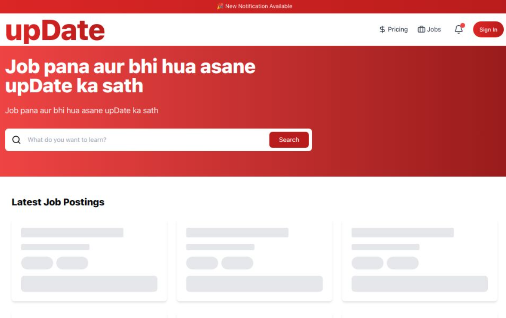 🎉 New Notification Available
upDate
Pricing
Jobs
Sign In
Job pana aur bhi hua asane
upDate ka sath
Job pana aur bhi hua asane upDate ka sath
What do you want to learn?
Search
Latest Job Postings